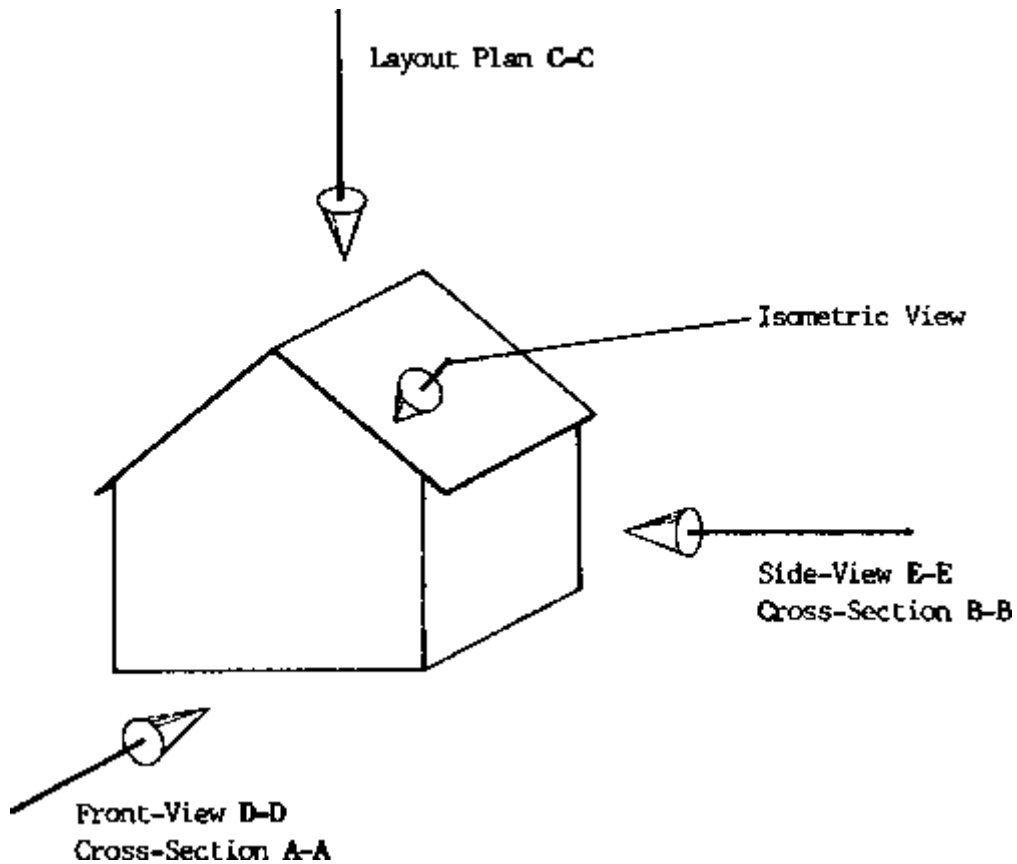 Layout Plan C-C
Isometric View
Side-View E-E
Cross-Section B-B
Front-View D-D
Cross-Section A-A